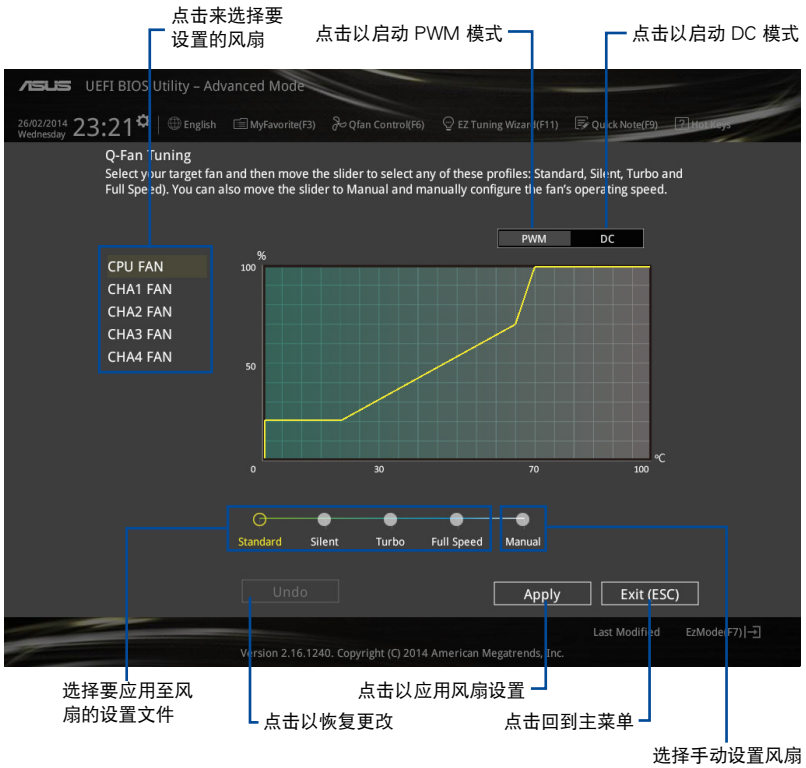 点击来选择要
设置的风扇
点击以启动 PWM 模式
点击以启动 DC 模式
ASUS UEFI BIOS Utility – Advanced Mode
26/02/2014
Wednesday
23:21
English
MyFavorite(F3)
Qfan Control(F6)
EZ Tuning Wizard(F11)
Quick Note(F9)
? Hot Keys
Q-Fan Tuning
Select your target fan and then move the slider to select any of these profiles: Standard, Silent, Turbo and
Full Speed). You can also move the slider to Manual and manually configure the fan's operating speed.
PWM DC
CPU FAN
CHA1 FAN
CHA2 FAN
CHA3 FAN
CHA4 FAN
%
100
50
0 30 70 100
ºC
Standard Silent Turbo Full Speed Manual
Undo Apply Exit (ESC)
Last Modified EzMode(F7)
Version 2.16.1240. Copyright (C) 2014 American Megatrends, Inc.
选择要应用至风
扇的设置文件
点击以应用风扇设置
点击以恢复更改
点击回到主菜单
选择手动设置风扇